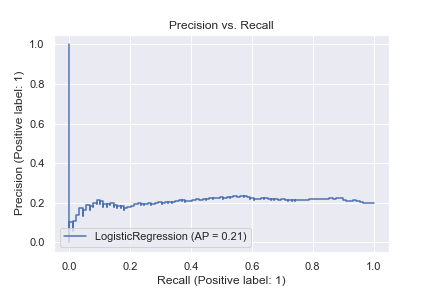 Precision vs. Recall
Precision (Positive label: 1)
1.0
0.8
0.6
0.4
0.2
0.0
LogisticRegression (AP = 0.21)
0.0 0.2 0.4 0.6 0.8 1.0
Recall (Positive label: 1)